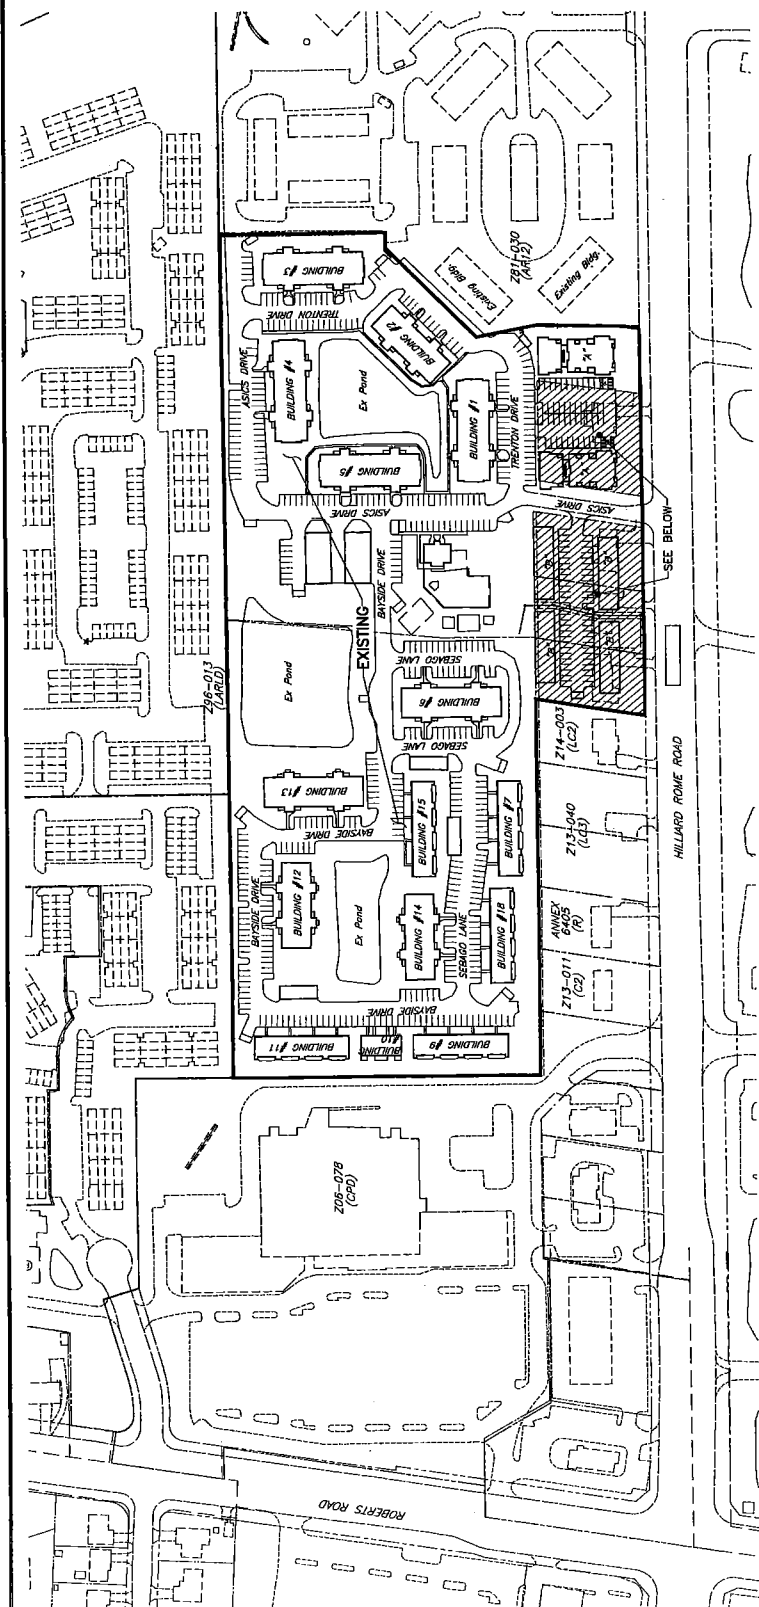 Z81-030
(AR12)
Existing Bldg.
Existing Bldg.
BUILDING #3
TRENTON DRIVE
BUILDING #2
ASICS DRIVE
BUILDING #4
Ex Pond
BUILDING #1
TRENTON DRIVE
"A"
BUILDING #5
ASICS DRIVE
ASICS DRIVE
SEE BELOW
BAYSIDE DRIVE
EXISTING
"B"
Z96-013
(LARLD)
Ex Pond
SEBAGO LANE
BUILDING #6
SEBAGO LANE
Z14-003
(LC2)
HILLIARD ROME ROAD
BUILDING #13
BAYSIDE DRIVE
BUILDING #15
BUILDING #7
Z13-040
(LC3)
BAYSIDE DRIVE
BUILDING #12
Ex Pond
BUILDING #14
SEBAGO LANE
BUILDING #18
ANNEX
6405
(R)
Z13-011
(C2)
BAYSIDE DRIVE
BUILDING #11
BUILDING
#10
BUILDING #9
Z06-078
(CPD)
ROBERTS ROAD